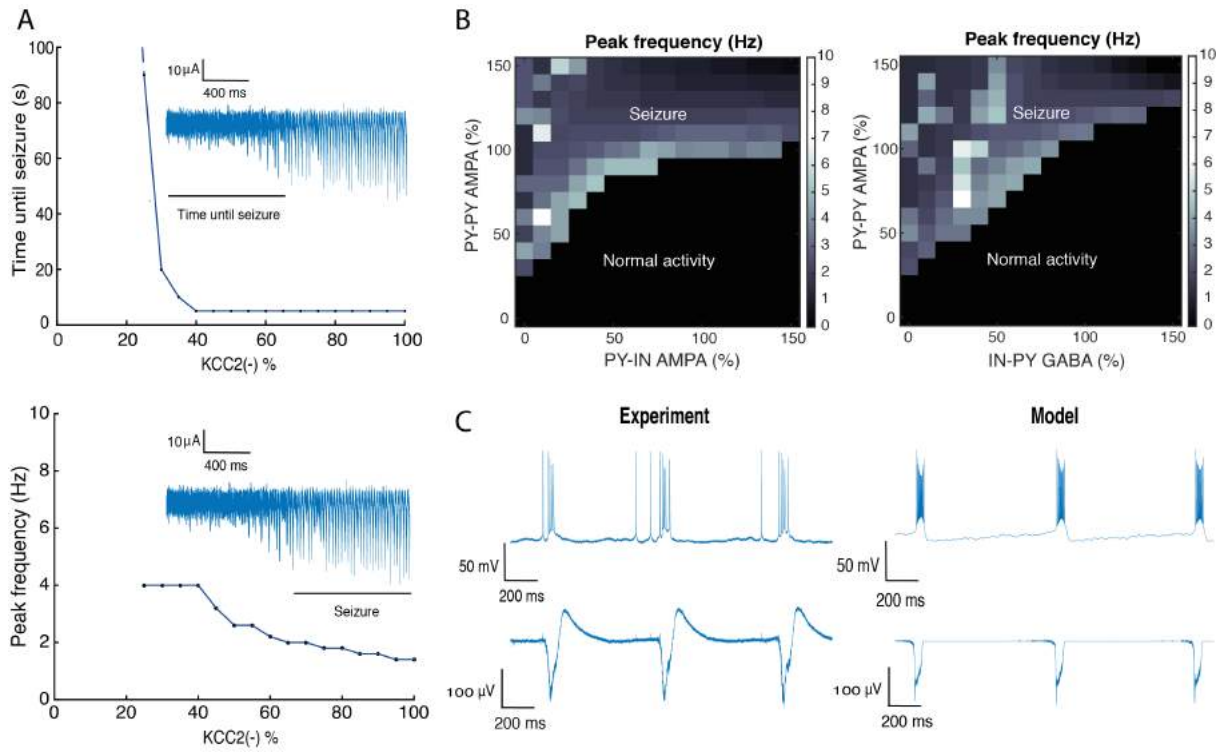 A
Time until seizure (s)
100
80
60
40
20
0
10 µA
400 ms
Time until seizure
0 20 40 60 80 100
KCC2(-) %
Peak frequency (Hz)
10
8
6
4
2
0
10 µA
400 ms
Seizure
0 20 40 60 80 100
KCC2(-) %
B
Peak frequency (Hz)
PY-PY AMPA (%)
150
100
50
0
Seizure
Normal activity
0 50 100 150
PY-IN AMPA (%)
10
9
8
7
6
5
4
3
2
1
0
Peak frequency (Hz)
PY-PY AMPA (%)
150
100
50
0
Seizure
Normal activity
0 50 100 150
IN-PY GABA (%)
10
9
8
7
6
5
4
3
2
1
0
C
Experiment
50 mV
200 ms
100 µV
200 ms
Model
50 mV
200 ms
100 µV
200 ms